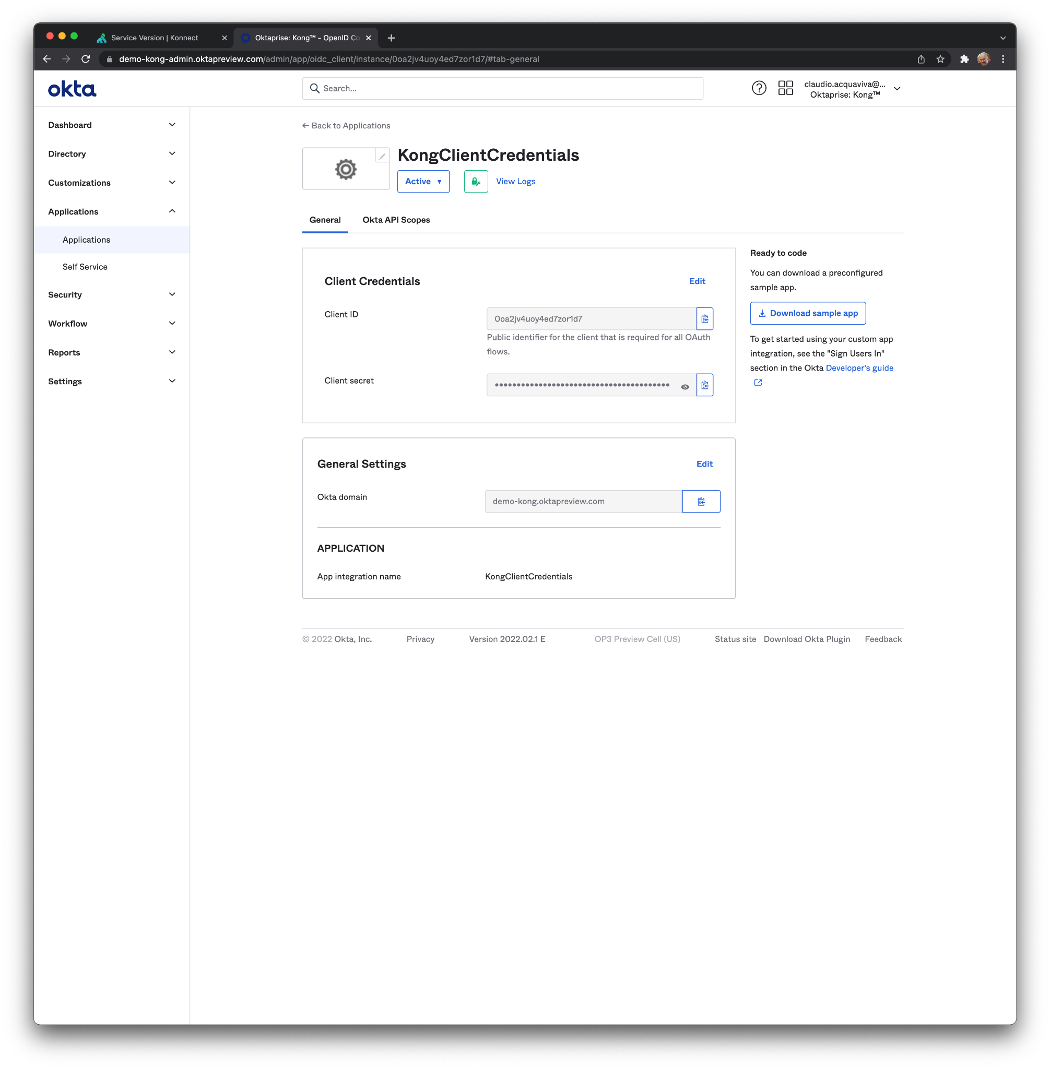 Service Version | Konnect
Oktaprise: Kong™ - OpenID Co
demo-kong-admin.oktapreview.com/admin/app/oidc_client/instance/0oa2jv4uoy4ed7zor1d7/#tab-general
okta
Search...
claudio.acquaviva@...
Oktaprise: Kong™
Dashboard
Directory
Customizations
Applications
Applications
Self Service
Security
Workflow
Reports
Settings
← Back to Applications
KongClientCredentials
Active
View Logs
General
Okta API Scopes
Client Credentials
Edit
Client ID
0oa2jv4uoy4ed7zor1d7
Public identifier for the client that is required for all OAuth
flows.
Client secret
General Settings
Edit
Okta domain
demo-kong.oktapreview.com
APPLICATION
App integration name
KongClientCredentials
Ready to code
You can download a preconfigured
sample app.
Download sample app
To get started using your custom app
integration, see the "Sign Users In"
section in the Okta Developer's guide
© 2022 Okta, Inc.
Privacy
Version 2022.02.1 E
OP3 Preview Cell (US)
Status site
Download Okta Plugin
Feedback